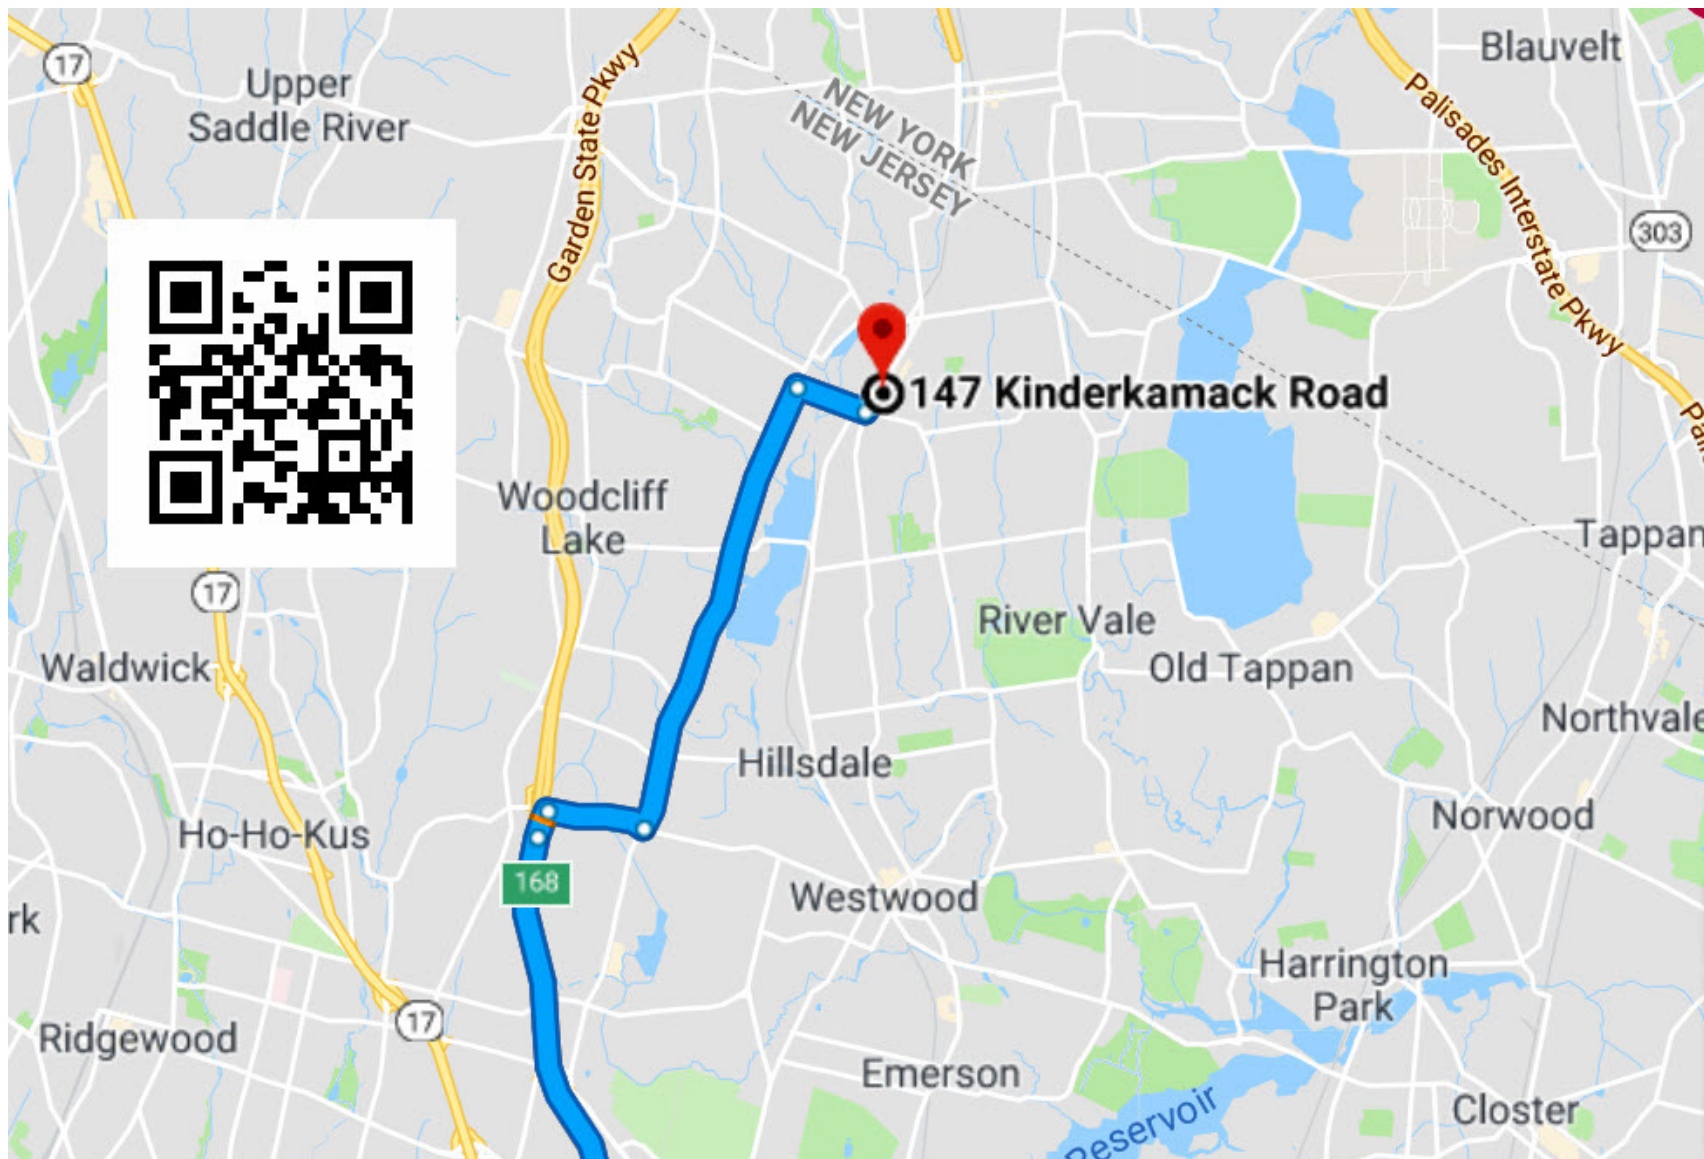 Blauvelt
17
Upper
Saddle River
Garden State Pkwy
NEW YORK
NEW JERSEY
Palisades Interstate Pkwy
303
147 Kinderkamack Road
Woodcliff
Lake
Tappan
17
River Vale
Waldwick
Old Tappan
Northvale
Hillsdale
Norwood
Ho-Ho-Kus
168
Westwood
rk
Harrington
Park
17
Ridgewood
Emerson
Reservoir
Closter